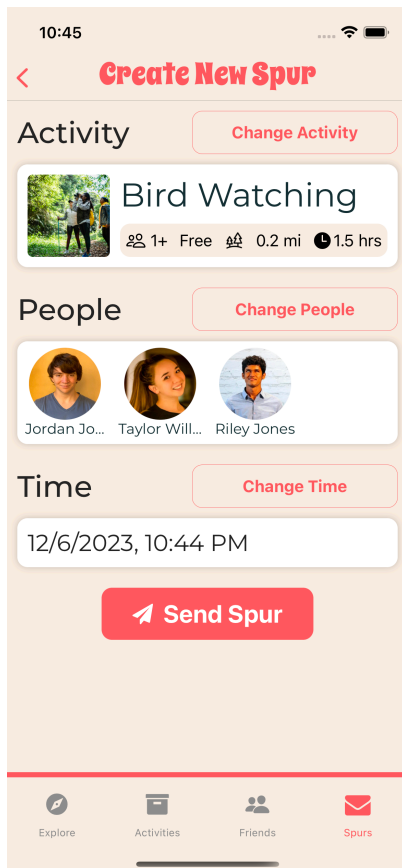 10:45
Create New Spur
Activity
Change Activity
Bird Watching
1+ Free 0.2 mi 1.5 hrs
People
Change People
Jordan Jo... Taylor Will... Riley Jones
Time
Change Time
12/6/2023, 10:44 PM
Send Spur
Explore Activities Friends Spurs